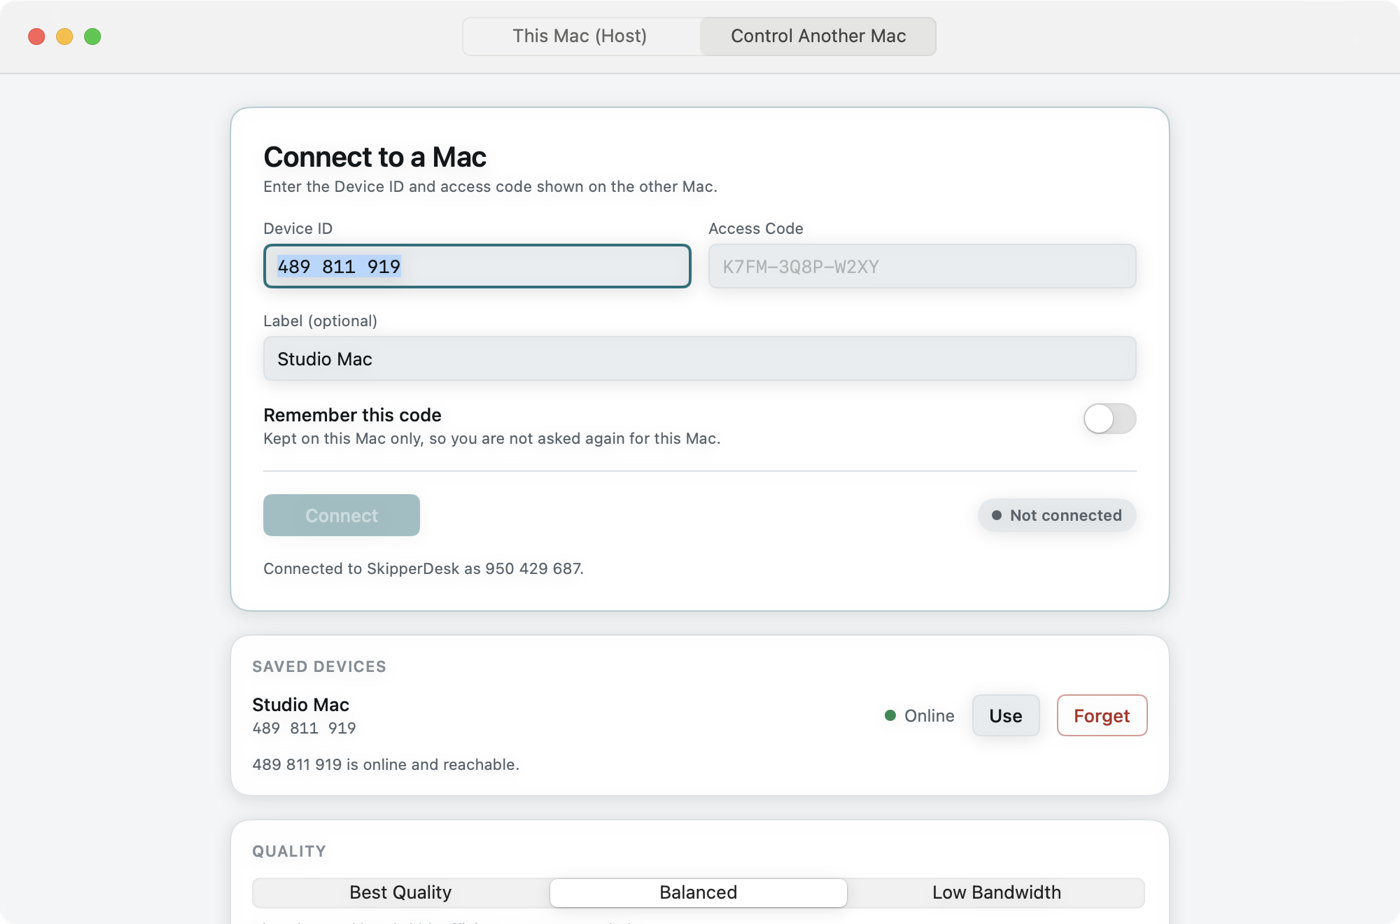 This Mac (Host)
Control Another Mac
Connect to a Mac
Enter the Device ID and access code shown on the other Mac.
Device ID
Access Code
489 811 919
K7FM–3Q8P–W2XY
Label (optional)
Studio Mac
Remember this code
Kept on this Mac only, so you are not asked again for this Mac.
Connect
Not connected
Connected to SkipperDesk as 950 429 687.
SAVED DEVICES
Studio Mac
489 811 919
Online
Use
Forget
489 811 919 is online and reachable.
QUALITY
Best Quality
Balanced
Low Bandwidth